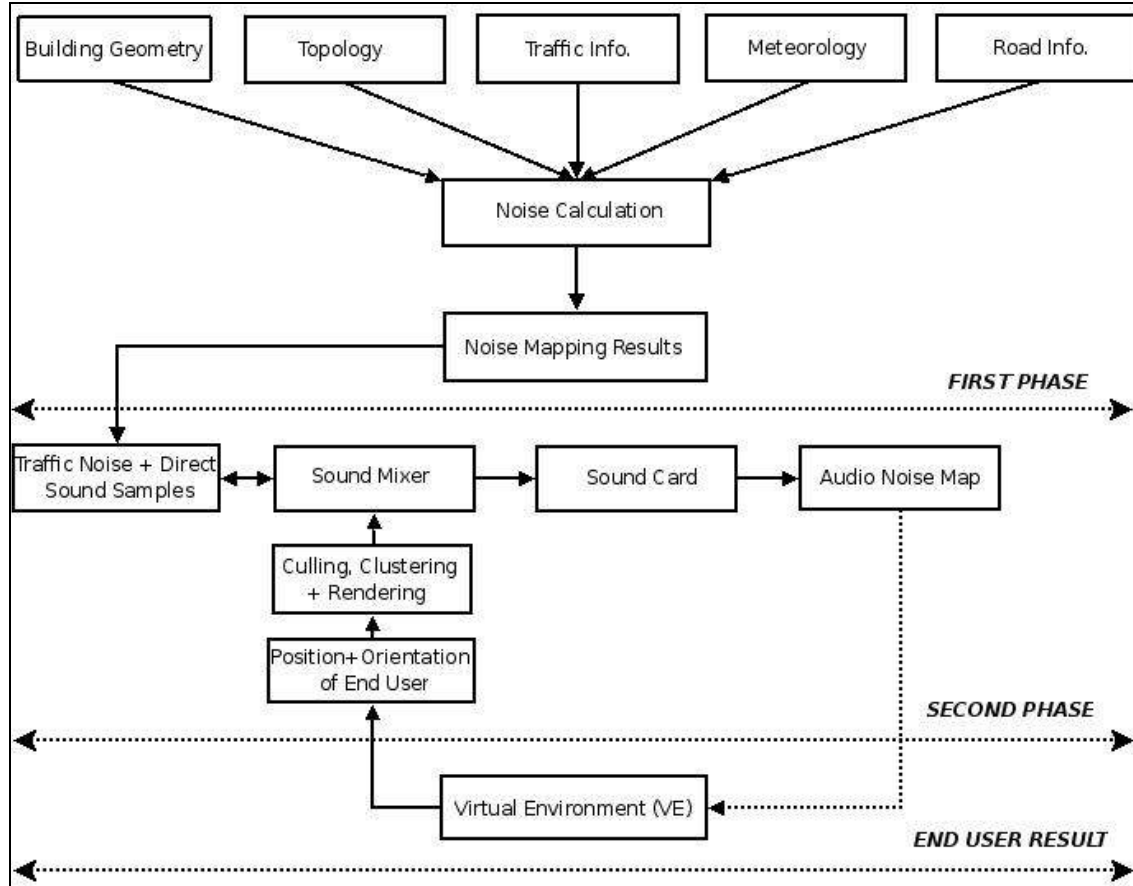 Building Geometry
Topology
Traffic Info.
Meteorology
Road Info.
Noise Calculation
Noise Mapping Results
FIRST PHASE
Traffic Noise + Direct
Sound Samples
Sound Mixer
Sound Card
Audio Noise Map
Culling, Clustering
+ Rendering
Position+ Orientation
of End User
SECOND PHASE
Virtual Environment (VE)
END USER RESULT